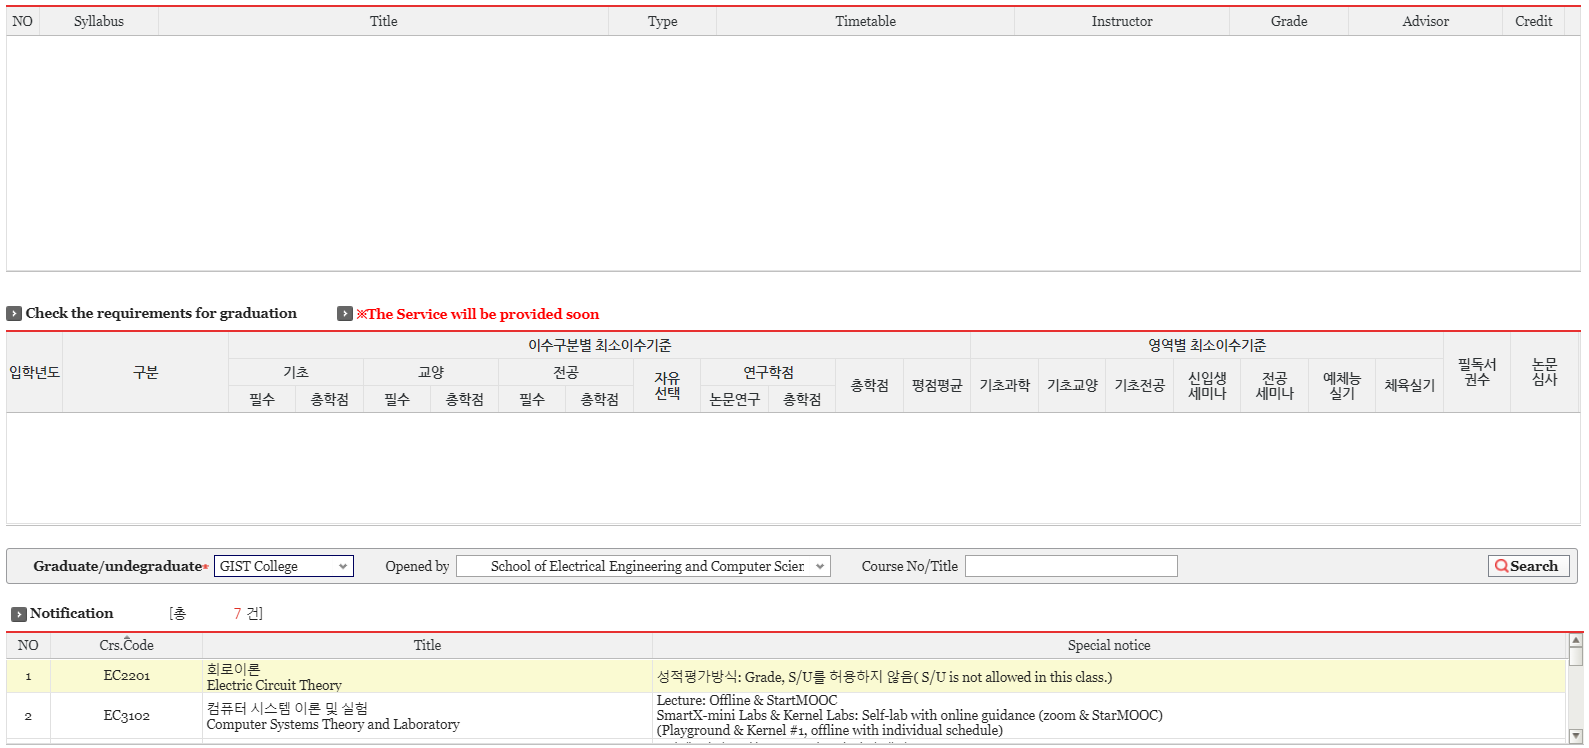 NO Syllabus Title Type Timetable Instructor Grade Advisor Credit
Check the requirements for graduation ※The Service will be provided soon
입학년도 구분 이수구분별 최소이수기준 영역별 최소이수기준 필독서 권수 논문 심사
기초 교양 전공 자유 선택 연구학점 총학점 평점평균 기초과학 기초교양 기초전공 신입생 세미나 전공 세미나 예체능 실기 체육실기
필수 총학점 필수 총학점 필수 총학점 논문연구 총학점
Graduate/undegraduate* GIST College Opened by School of Electrical Engineering and Computer Scien Course No/Title Search
Notification [총 7 건]
NO Crs.Code Title Special notice
1 EC2201 회로이론
Electric Circuit Theory
성적평가방식: Grade, S/U를 허용하지 않음( S/U is not allowed in this class.)
2 EC3102 컴퓨터 시스템 이론 및 실험
Computer Systems Theory and Laboratory
Lecture: Offline & StartMOOC
SmartX-mini Labs & Kernel Labs: Self-lab with online guidance (zoom & StarMOOC)
(Playground & Kernel #1, offline with individual schedule)